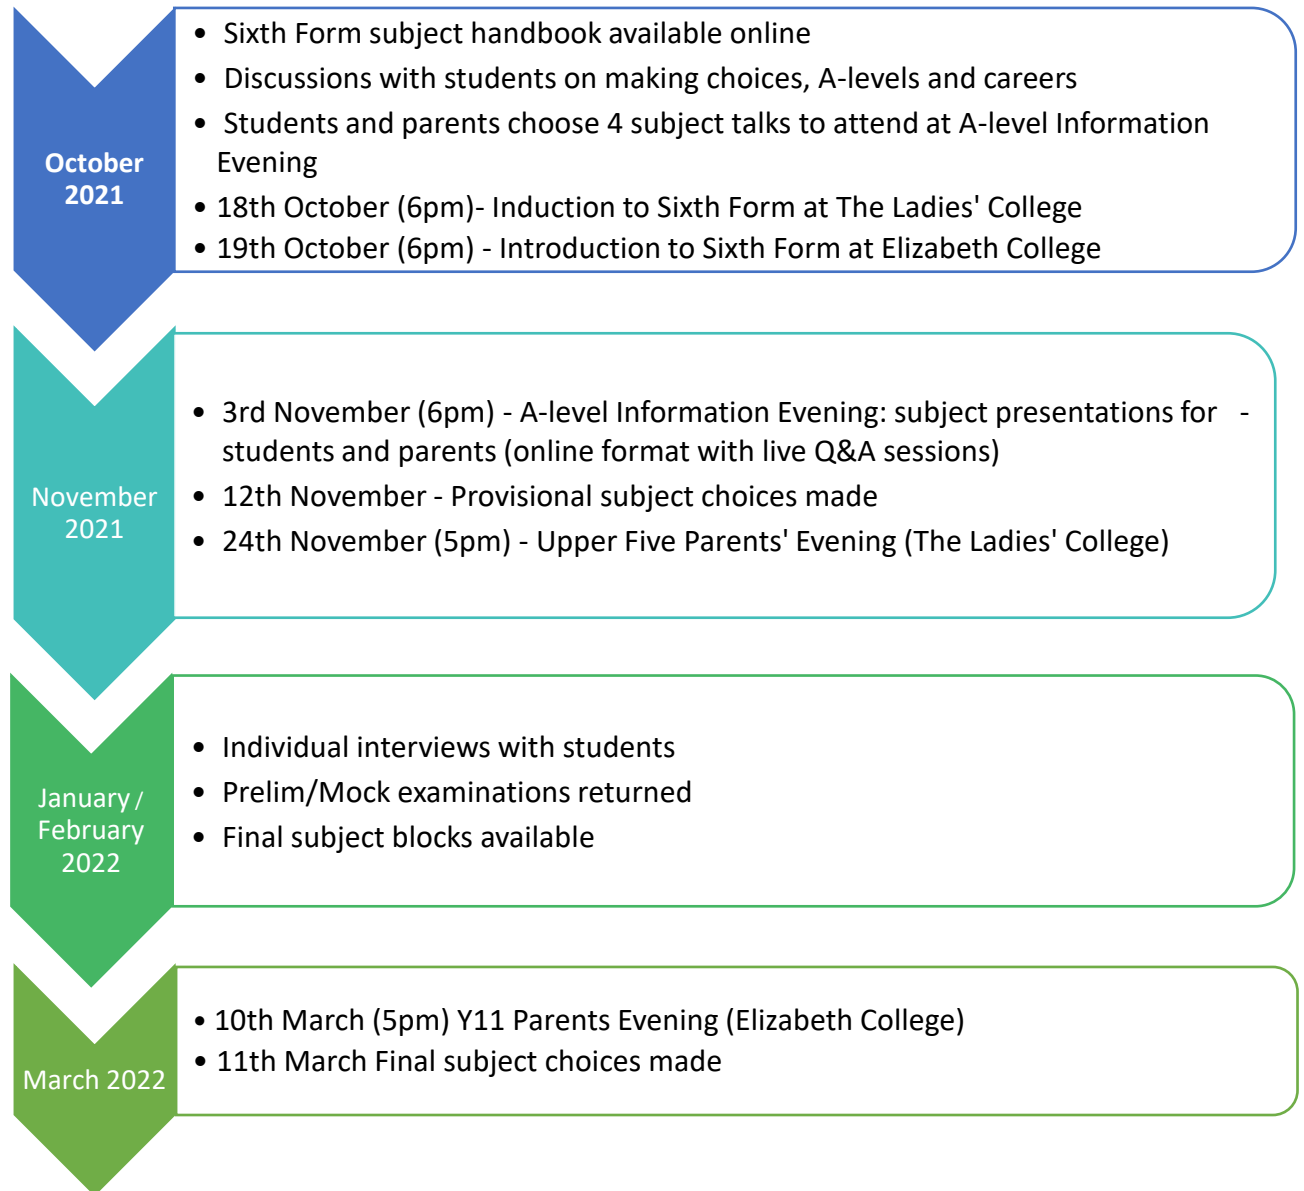 October
2021
• Sixth Form subject handbook available online
• Discussions with students on making choices, A-levels and careers
• Students and parents choose 4 subject talks to attend at A-level Information
Evening
• 18th October (6pm)- Induction to Sixth Form at The Ladies' College
• 19th October (6pm) - Introduction to Sixth Form at Elizabeth College
November
2021
• 3rd November (6pm) - A-level Information Evening: subject presentations for -
students and parents (online format with live Q&A sessions)
• 12th November - Provisional subject choices made
• 24th November (5pm) - Upper Five Parents' Evening (The Ladies' College)
January /
February
2022
• Individual interviews with students
• Prelim/Mock examinations returned
• Final subject blocks available
March 2022
• 10th March (5pm) Y11 Parents Evening (Elizabeth College)
• 11th March Final subject choices made